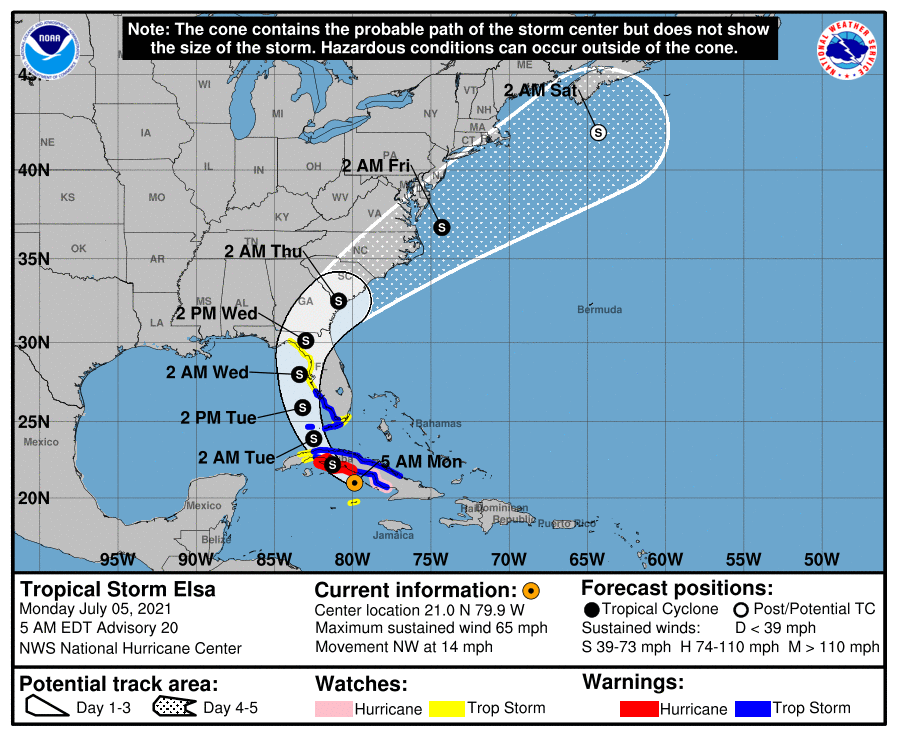 Note: The cone contains the probable path of the storm center but does not show
the size of the storm. Hazardous conditions can occur outside of the cone.
NOAA
NATIONAL WEATHER SERVICE
45
ME
2 AM Sat
WI
VT
NH
S
MI
NY
MA
CT
NE
IA
PA
2 AM Fri
40N
IL
IN
OH
KS
MO
WV
VA
S
KY
OK
TN
2 AM Thu
NC
35N
AR
SC
MS
AL
GA
S
2 PM Wed
Bermuda
LA
30N
S
2 AM Wed
S
F
2 PM Tue
S
25N
Bahamas
Mexico
S
2 AM Tue
S
5 AM Mon
20N
Mexico
Haiti
Dominican
Republic
Puerto Rico
Belize
Jamaica
95W 90W 85W 80W 75W 70W 65W 60W 55W 50W
Tropical Storm Elsa
Monday July 05, 2021
5 AM EDT Advisory 20
NWS National Hurricane Center
Current information:
Center location 21.0 N 79.9 W
Maximum sustained wind 65 mph
Movement NW at 14 mph
Forecast positions:
Tropical Cyclone Post/Potential TC
Sustained winds: D < 39 mph
S 39-73 mph H 74-110 mph M > 110 mph
Potential track area:
Day 1-3 Day 4-5
Watches:
Hurricane Trop Storm
Warnings:
Hurricane Trop Storm